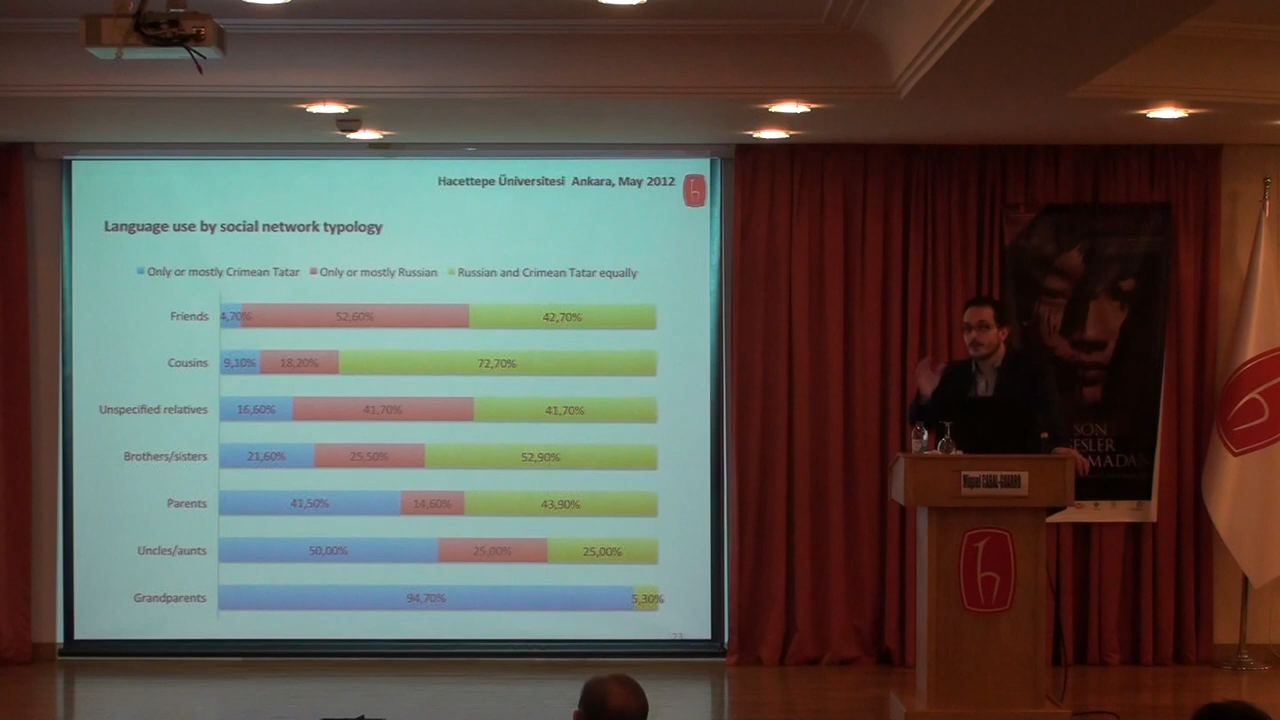 Hacettepe Üniversitesi Ankara, May 2012
Language use by social network typology
Only or mostly Crimean Tatar Only or mostly Russian Russian and Crimean Tatar equally
Friends 4,70% 52,60% 42,70%
Cousins 9,10% 18,20% 72,70%
Unspecified relatives 16,60% 41,70% 41,70%
Brothers/sisters 21,60% 25,50% 52,90%
Parents 41,50% 14,60% 43,90%
Uncles/aunts 50,00% 25,00% 25,00%
Grandparents 94,70% 5,30%
23
SON
Miquel CABAL-GUARRO